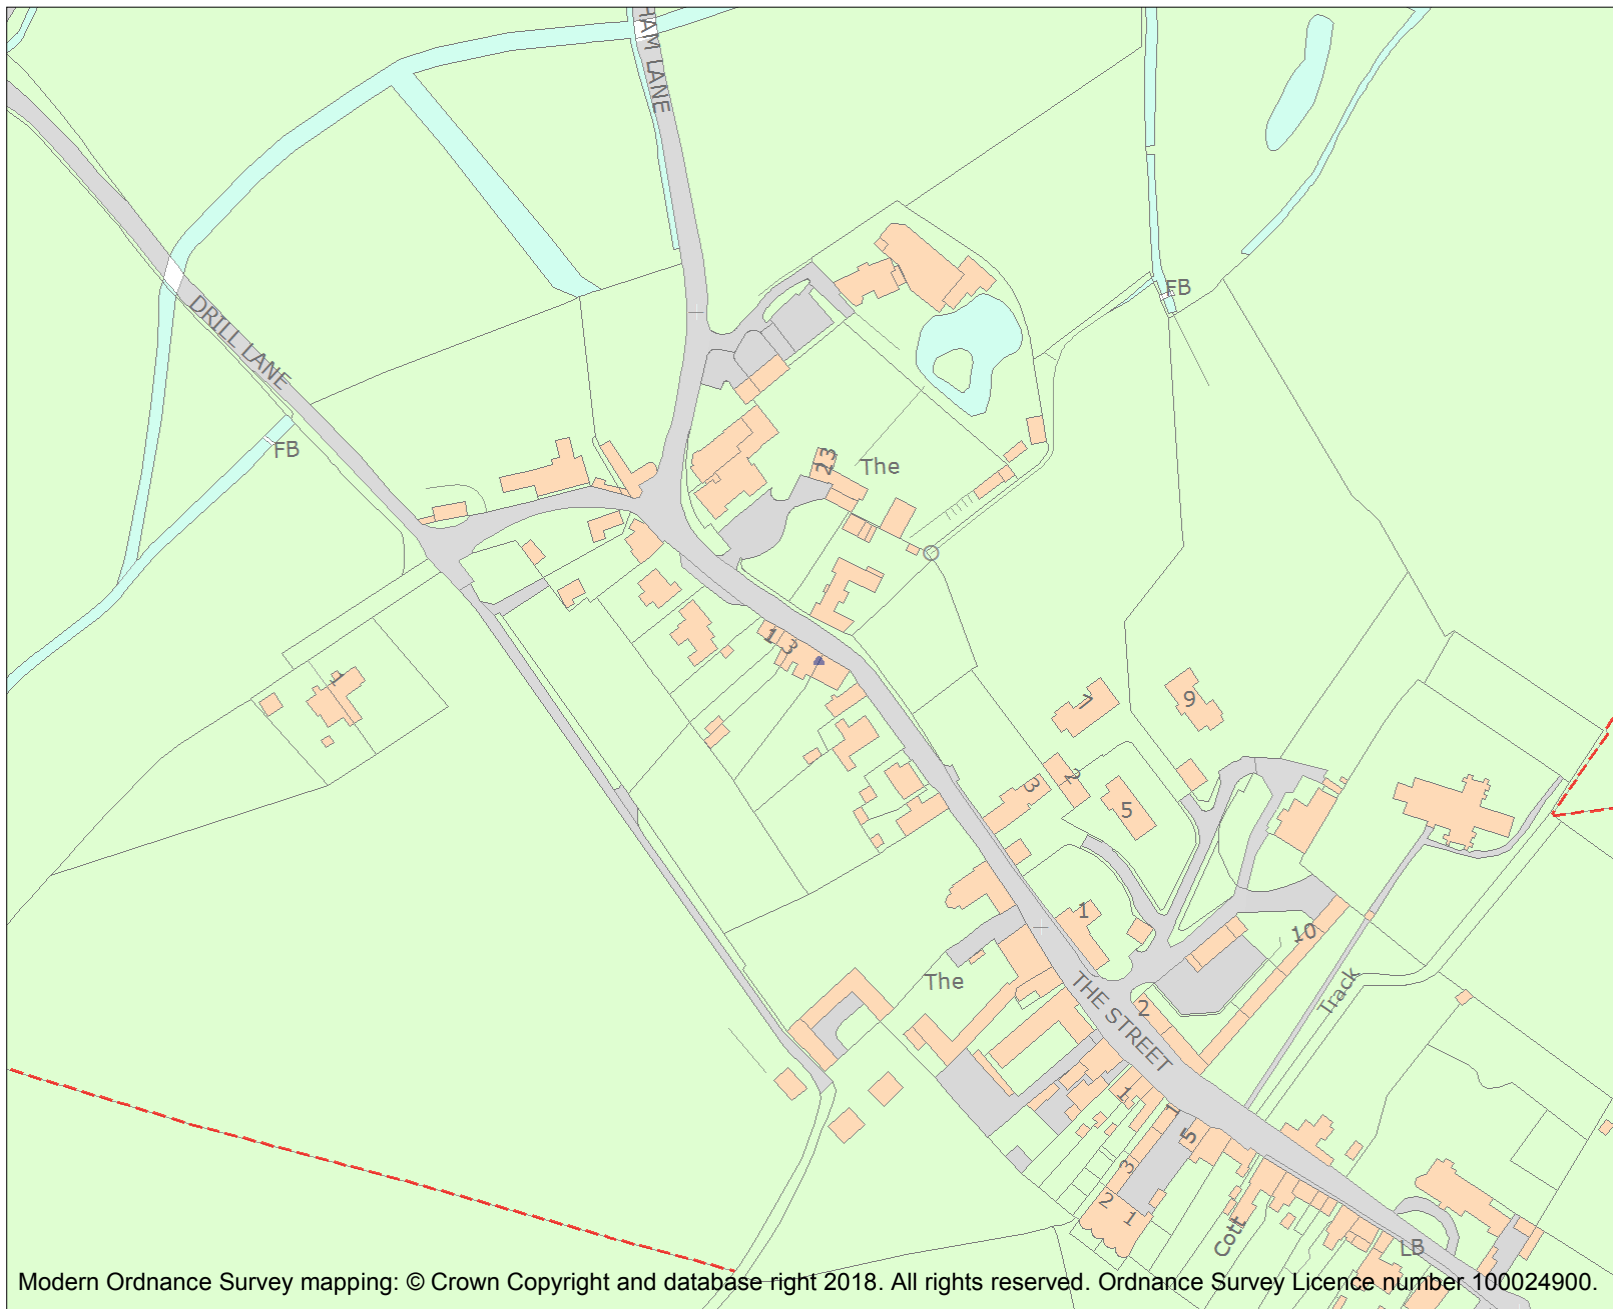 HAM LANE
FB
DRILL LANE
FB
23
The
1
3
1
7
9
2
3
5
1
10
The
THE STREET
2
Track
1
1
5
3
2
1
Cott
LB
Modern Ordnance Survey mapping: © Crown Copyright and database right 2018. All rights reserved. Ordnance Survey Licence number 100024900.